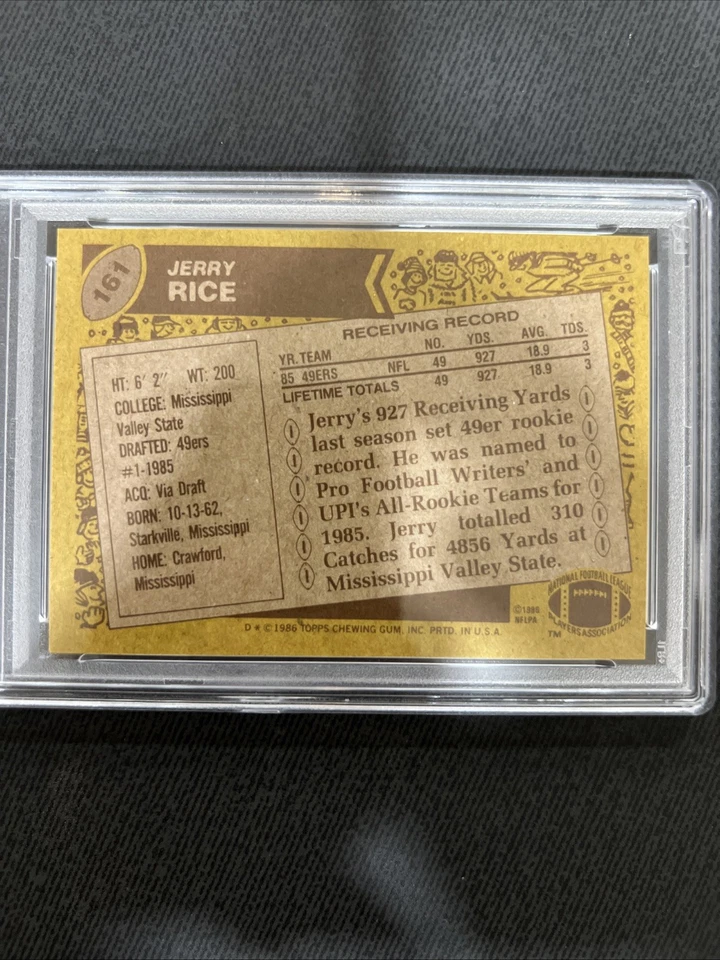 161
JERRY
RICE
RECEIVING RECORD
YR. TEAM NO. YDS. AVG. TDS.
85 49ERS NFL 49 927 18.9 3
LIFETIME TOTALS 49 927 18.9 3
HT: 6' 2" WT: 200
COLLEGE: Mississippi
Valley State
DRAFTED: 49ers
#1-1985
ACQ: Via Draft
BORN: 10-13-62,
Starkville, Mississippi
HOME: Crawford,
Mississippi
Jerry's 927 Receiving Yards
last season set 49er rookie
record. He was named to
Pro Football Writers' and
UPI's All-Rookie Teams for
1985. Jerry totalled 310
Catches for 4856 Yards at
Mississippi Valley State.
NATIONAL FOOTBALL LEAGUE
PLAYERS ASSOCIATION
TM
NFLPA
D * © 1986 TOPPS CHEWING GUM, INC. PRTD. IN U.S.A.